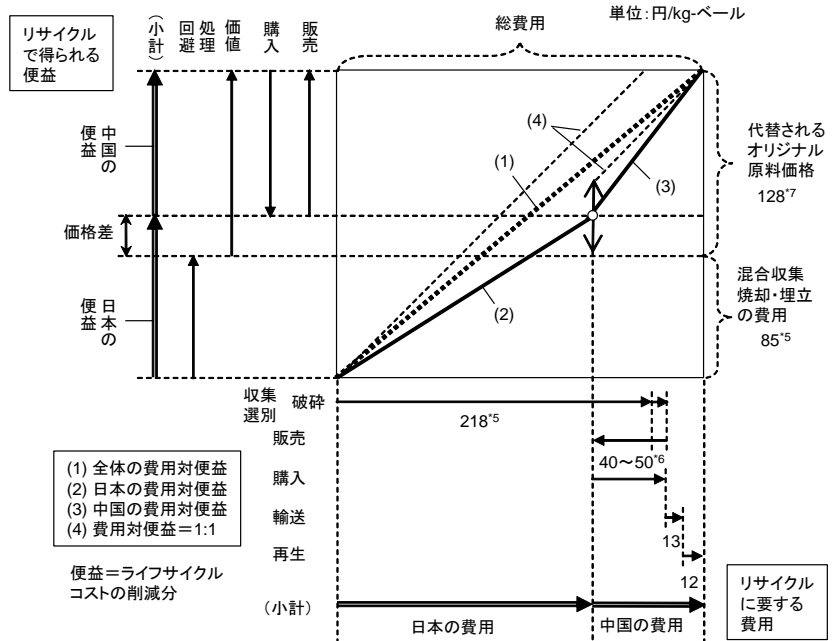 単位：円/kg-ベール
リサイクル
で得られる
便益
（小計）
処理
回避
価値
購入
販売
総費用
中国の
便益
価格差
日本の
便益
(4)
(1)
(3)
(2)
代替される
オリジナル
原料価格
128*7
混合収集
焼却・埋立
の費用
85*5
収集
選別
破砕
218*5
販売
40～50*6
購入
輸送
13
再生
12
（小計）
日本の費用
中国の費用
リサイクル
に要する
費用
(1) 全体の費用対便益
(2) 日本の費用対便益
(3) 中国の費用対便益
(4) 費用対便益＝1:1
便益＝ライフサイクル
コストの削減分